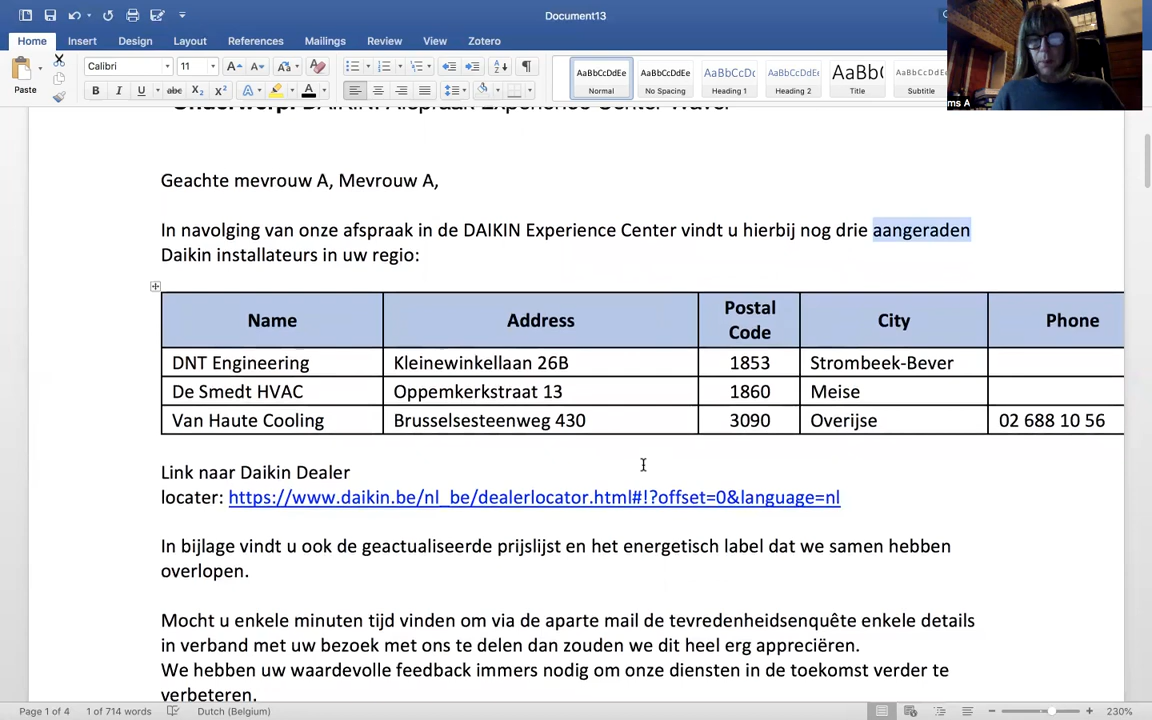 Document13
Home Insert Design Layout References Mailings Review View Zotero
Paste
Calibri 11
AaBbCcDdEe AaBbCcDdEe AaBbCcDc AaBbCcDdEe AaBbC AaBbCcDdEe
Normal No Spacing Heading 1 Heading 2 Title Subtitle
ms A
Geachte mevrouw A, Mevrouw A,
In navolging van onze afspraak in de DAIKIN Experience Center vindt u hierbij nog drie aangeraden
Daikin installateurs in uw regio:
Name Address Postal Code City Phone
DNT Engineering Kleinewinkellaan 26B 1853 Strombeek-Bever
De Smedt HVAC Oppemkerkstraat 13 1860 Meise
Van Haute Cooling Brusselsesteenweg 430 3090 Overijse 02 688 10 56
Link naar Daikin Dealer
locater: https://www.daikin.be/nl_be/dealerlocator.html#!?offset=0&language=nl
In bijlage vindt u ook de geactualiseerde prijslijst en het energetisch label dat we samen hebben
overlopen.
Mocht u enkele minuten tijd vinden om via de aparte mail de tevredenheidsenquête enkele details
in verband met uw bezoek met ons te delen dan zouden we dit heel erg appreciëren.
We hebben uw waardevolle feedback immers nodig om onze diensten in de toekomst verder te
verbeteren.
Page 1 of 4 1 of 714 words Dutch (Belgium) 230%